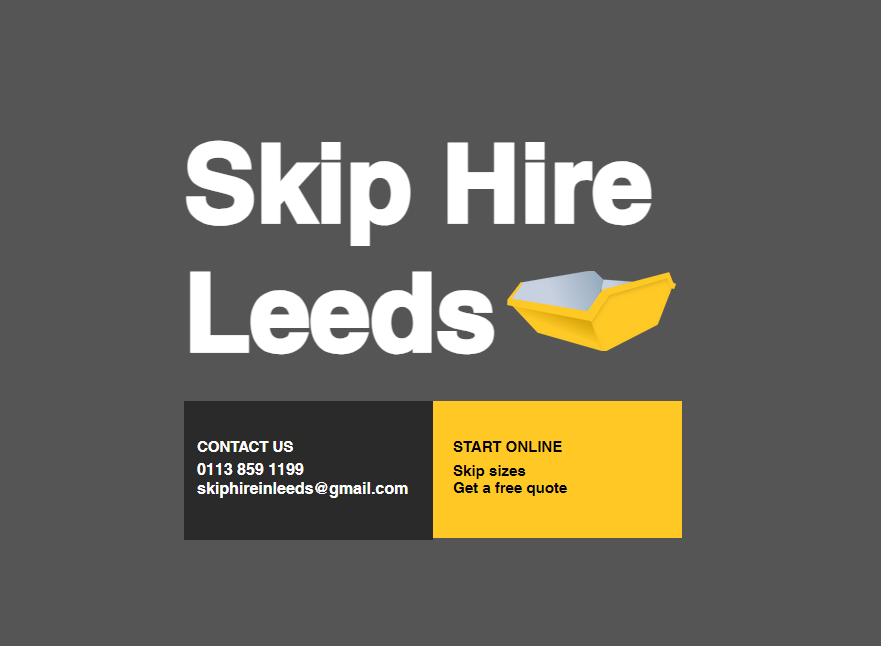 Skip Hire
Leeds
CONTACT US
0113 859 1199
skiphireinleeds@gmail.com
START ONLINE
Skip sizes
Get a free quote